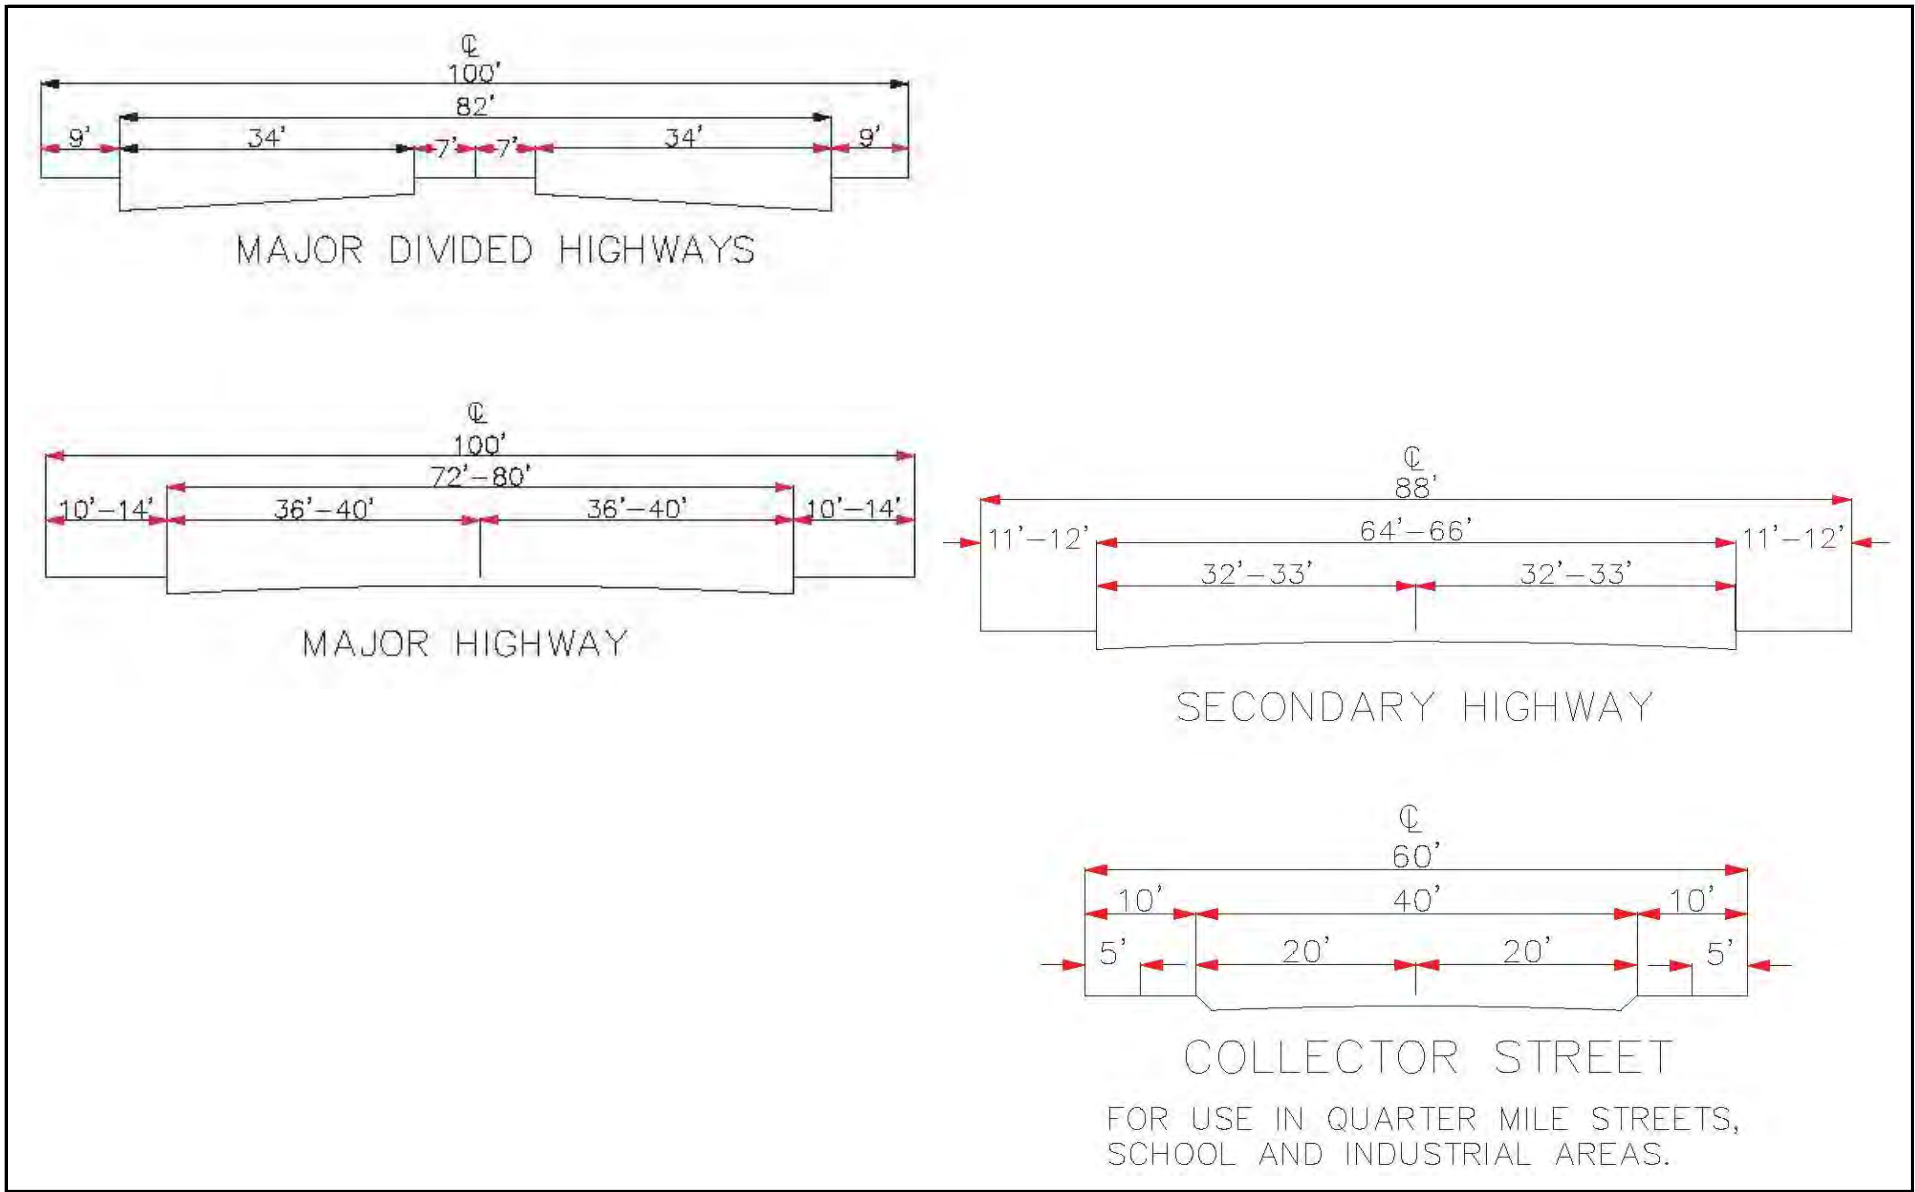 ℄
100'
82'
9' 34' 7' 7' 34' 9'
MAJOR DIVIDED HIGHWAYS
℄
100'
72'-80'
10'-14' 36'-40' 36'-40' 10'-14'
MAJOR HIGHWAY
℄
88'
11'-12' 64'-66' 11'-12'
32'-33' 32'-33'
SECONDARY HIGHWAY
℄
60'
10' 40' 10'
5' 20' 20' 5'
COLLECTOR STREET
FOR USE IN QUARTER MILE STREETS,
SCHOOL AND INDUSTRIAL AREAS.